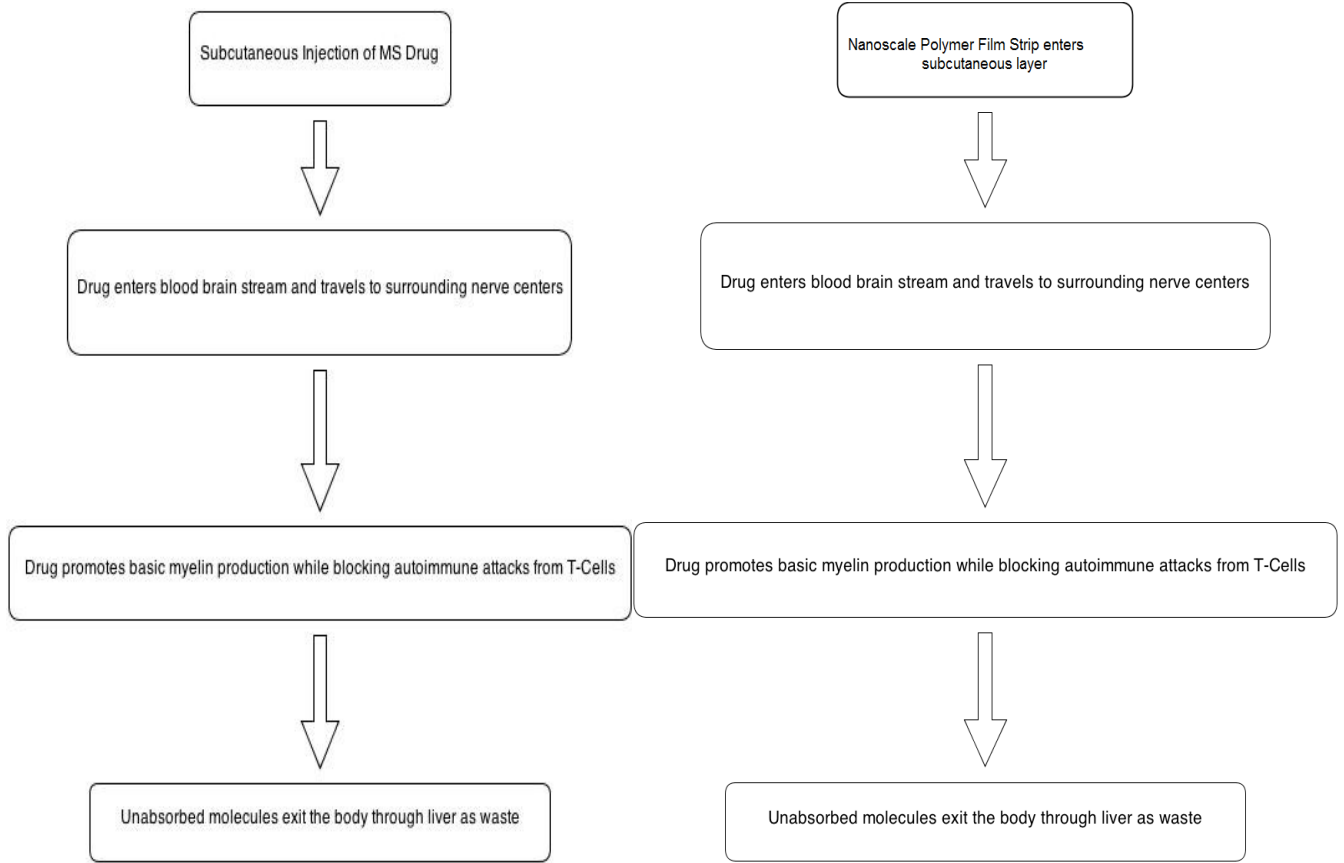 Subcutaneous Injection of MS Drug
Drug enters blood brain stream and travels to surrounding nerve centers
Drug promotes basic myelin production while blocking autoimmune attacks from T-Cells
Unabsorbed molecules exit the body through liver as waste
Nanoscale Polymer Film Strip enters
subcutaneous layer
Drug enters blood brain stream and travels to surrounding nerve centers
Drug promotes basic myelin production while blocking autoimmune attacks from T-Cells
Unabsorbed molecules exit the body through liver as waste